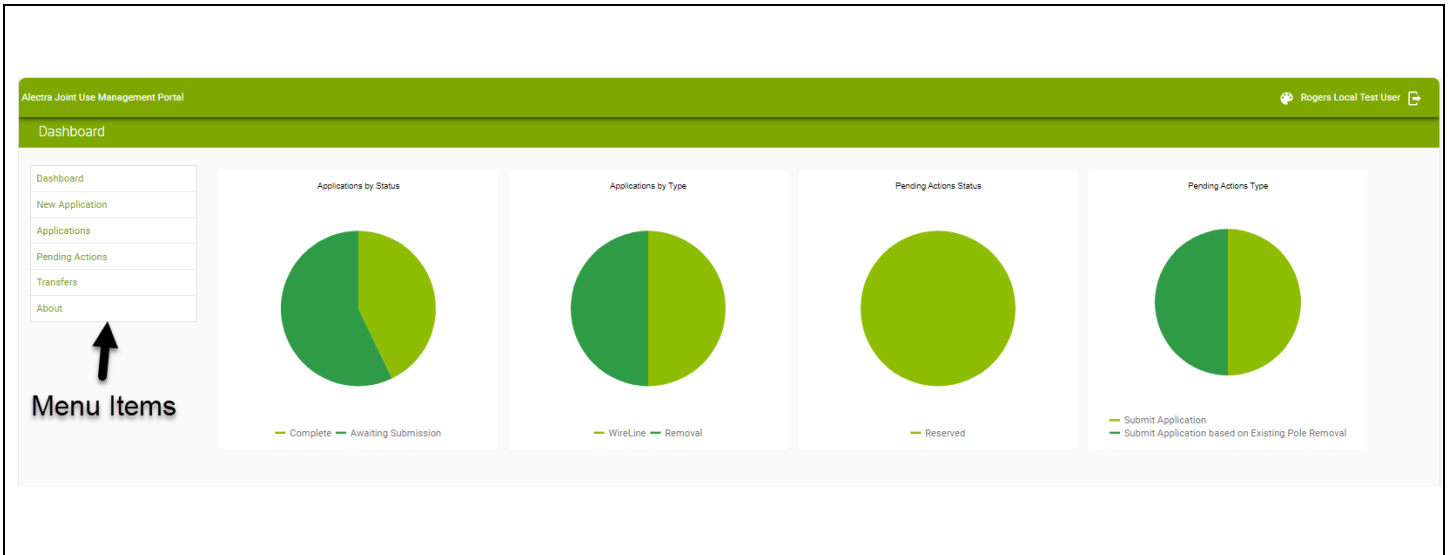 Alectra Joint Use Management Portal
Rogers Local Test User
Dashboard
Dashboard
New Application
Applications
Pending Actions
Transfers
About
Menu Items
Applications by Status
Complete Awaiting Submission
Applications by Type
WireLine Removal
Pending Actions Status
Reserved
Pending Actions Type
Submit Application
Submit Application based on Existing Pole Removal